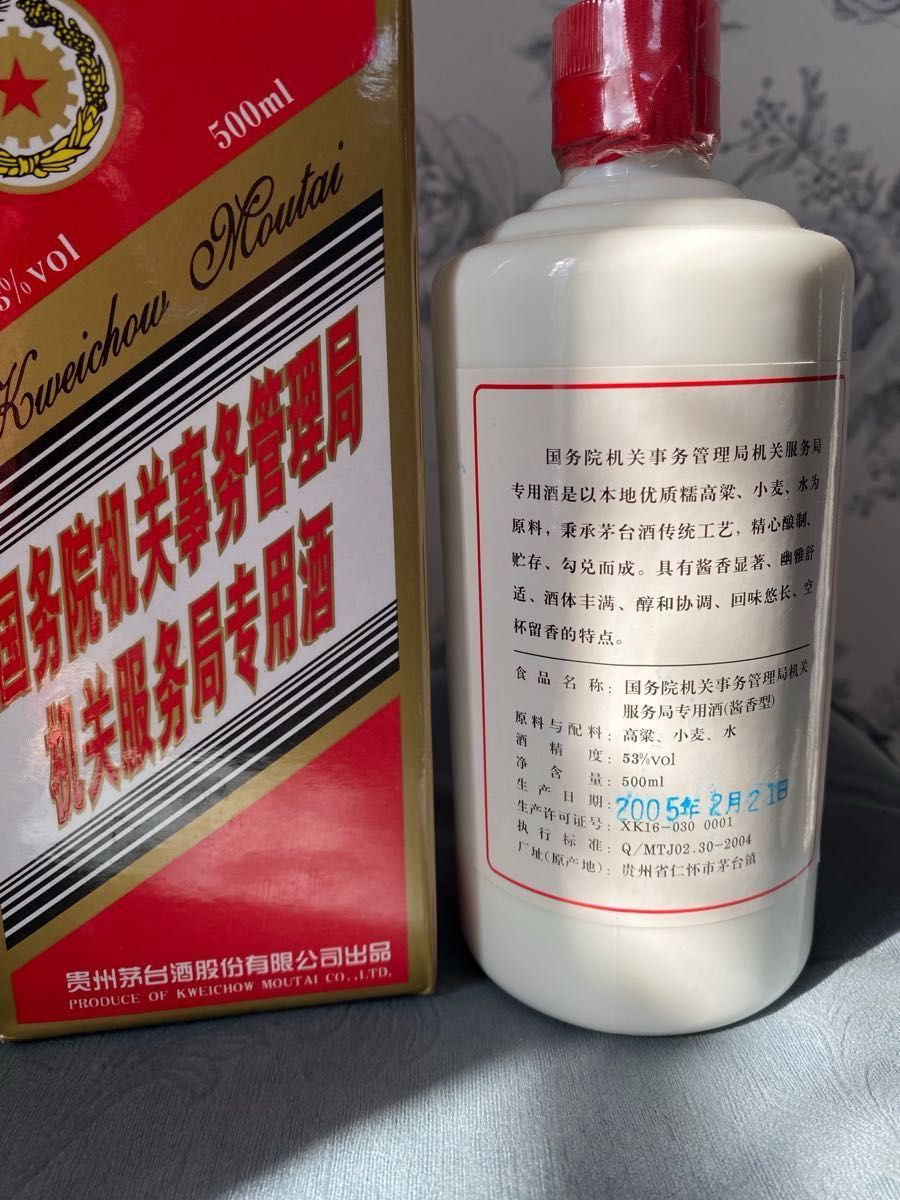 500ml
%vol
Kweichow Moutai
国务院机关事务管理局
机关服务局专用酒
贵州茅台酒股份有限公司出品
PRODUCE OF KWEICHOW MOUTAI CO.,LTD.
国务院机关事务管理局机关服务局
专用酒是以本地优质糯高粱、小麦、水为
原料，秉承茅台酒传统工艺，精心酿制、
贮存、勾兑而成。具有酱香显著、幽雅舒
适、酒体丰满、醇和协调、回味悠长、空
杯留香的特点。
食品名称：国务院机关事务管理局机关
服务局专用酒(酱香型)
原料与配料：高粱、小麦、水
酒精度：53%vol
净含量：500ml
生产日期：2005年2月21日
生产许可证号：XK16-030 0001
执行标准：Q/MTJ02.30-2004
厂址(原产地)：贵州省仁怀市茅台镇